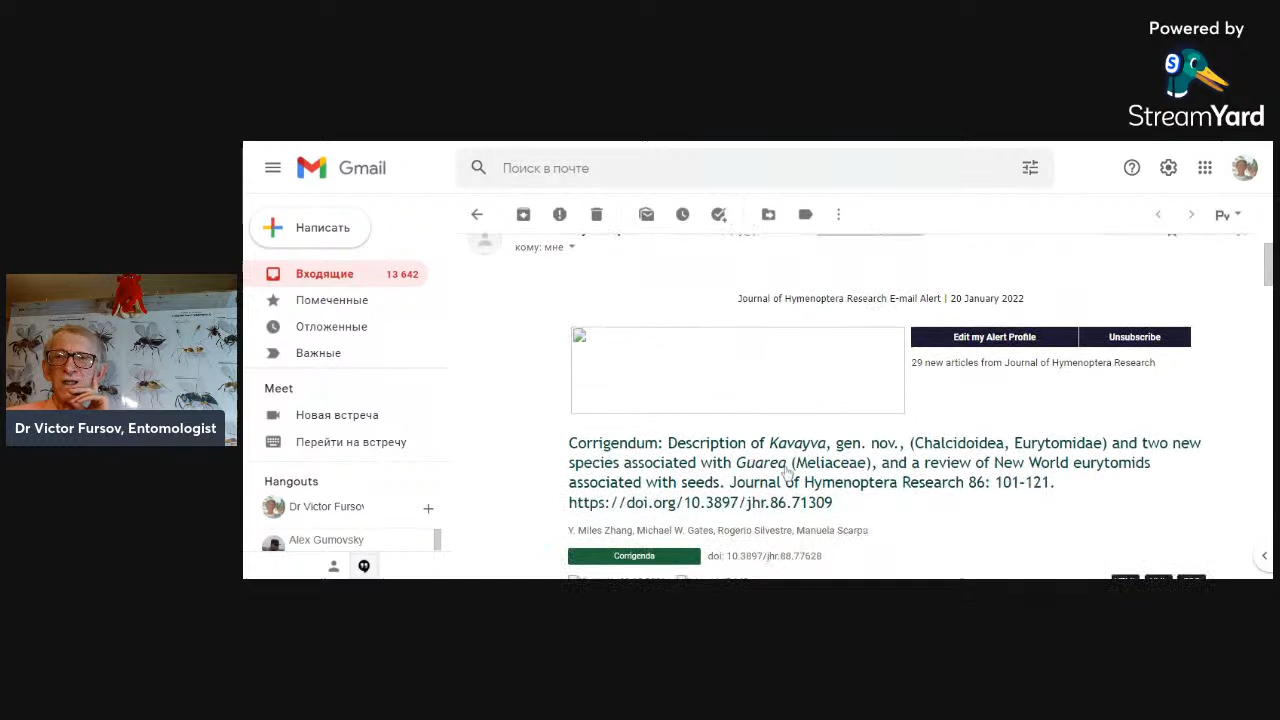 Powered by
StreamYard
Gmail
Поиск в почте
Написать
Входящие 13 642
Помеченные
Отложенные
Важные
Meet
Новая встреча
Перейти на встречу
Hangouts
Dr Victor Fursov
Alex Gumovsky
кому: мне
Journal of Hymenoptera Research E-mail Alert | 20 January 2022
Edit my Alert Profile
Unsubscribe
29 new articles from Journal of Hymenoptera Research
Corrigendum: Description of Kavayva, gen. nov., (Chalcidoidea, Eurytomidae) and two new
species associated with Guarea (Meliaceae), and a review of New World eurytomids
associated with seeds. Journal of Hymenoptera Research 86: 101–121.
https://doi.org/10.3897/jhr.86.71309
Y. Miles Zhang, Michael W. Gates, Rogerio Silvestre, Manuela Scarpa
Corrigenda
doi: 10.3897/jhr.88.77628
Dr Victor Fursov, Entomologist